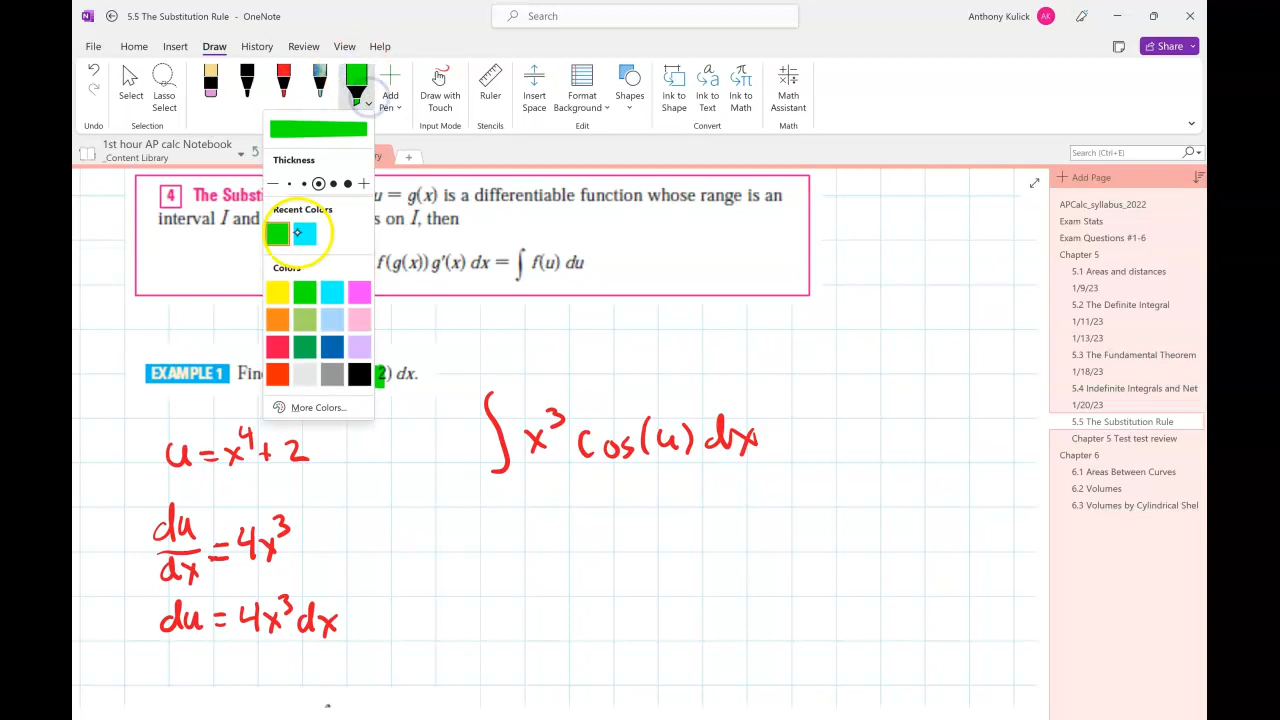 5.5 The Substitution Rule - OneNote
Search
Anthony Kulick
AK
File Home Insert Draw History Review View Help
Share
Select
Lasso Select
Add Pen
Draw with Touch
Ruler
Insert Space
Format Background
Shapes
Ink to Shape
Ink to Text
Ink to Math
Math Assistant
Undo
Selection
Input Mode
Stencils
Edit
Convert
Math
1st hour AP calc Notebook
_Content Library
Search (Ctrl+E)
Thickness
Recent Colors
Colors
More Colors...
4 The Substi
u = g(x) is a differentiable function whose range is an
interval I and
s on I, then
f(g(x)) g′(x) dx = ∫ f(u) du
EXAMPLE 1 Fin
2) dx.
u = x⁴ + 2
du/dx = 4x³
du = 4x³ dx
∫ x³ cos(u) dx
Add Page
APCalc_syllabus_2022
Exam Stats
Exam Questions #1-6
Chapter 5
5.1 Areas and distances
1/9/23
5.2 The Definite Integral
1/11/23
1/13/23
5.3 The Fundamental Theorem
1/18/23
5.4 Indefinite Integrals and Net
1/20/23
5.5 The Substitution Rule
Chapter 5 Test test review
Chapter 6
6.1 Areas Between Curves
6.2 Volumes
6.3 Volumes by Cylindrical Shel